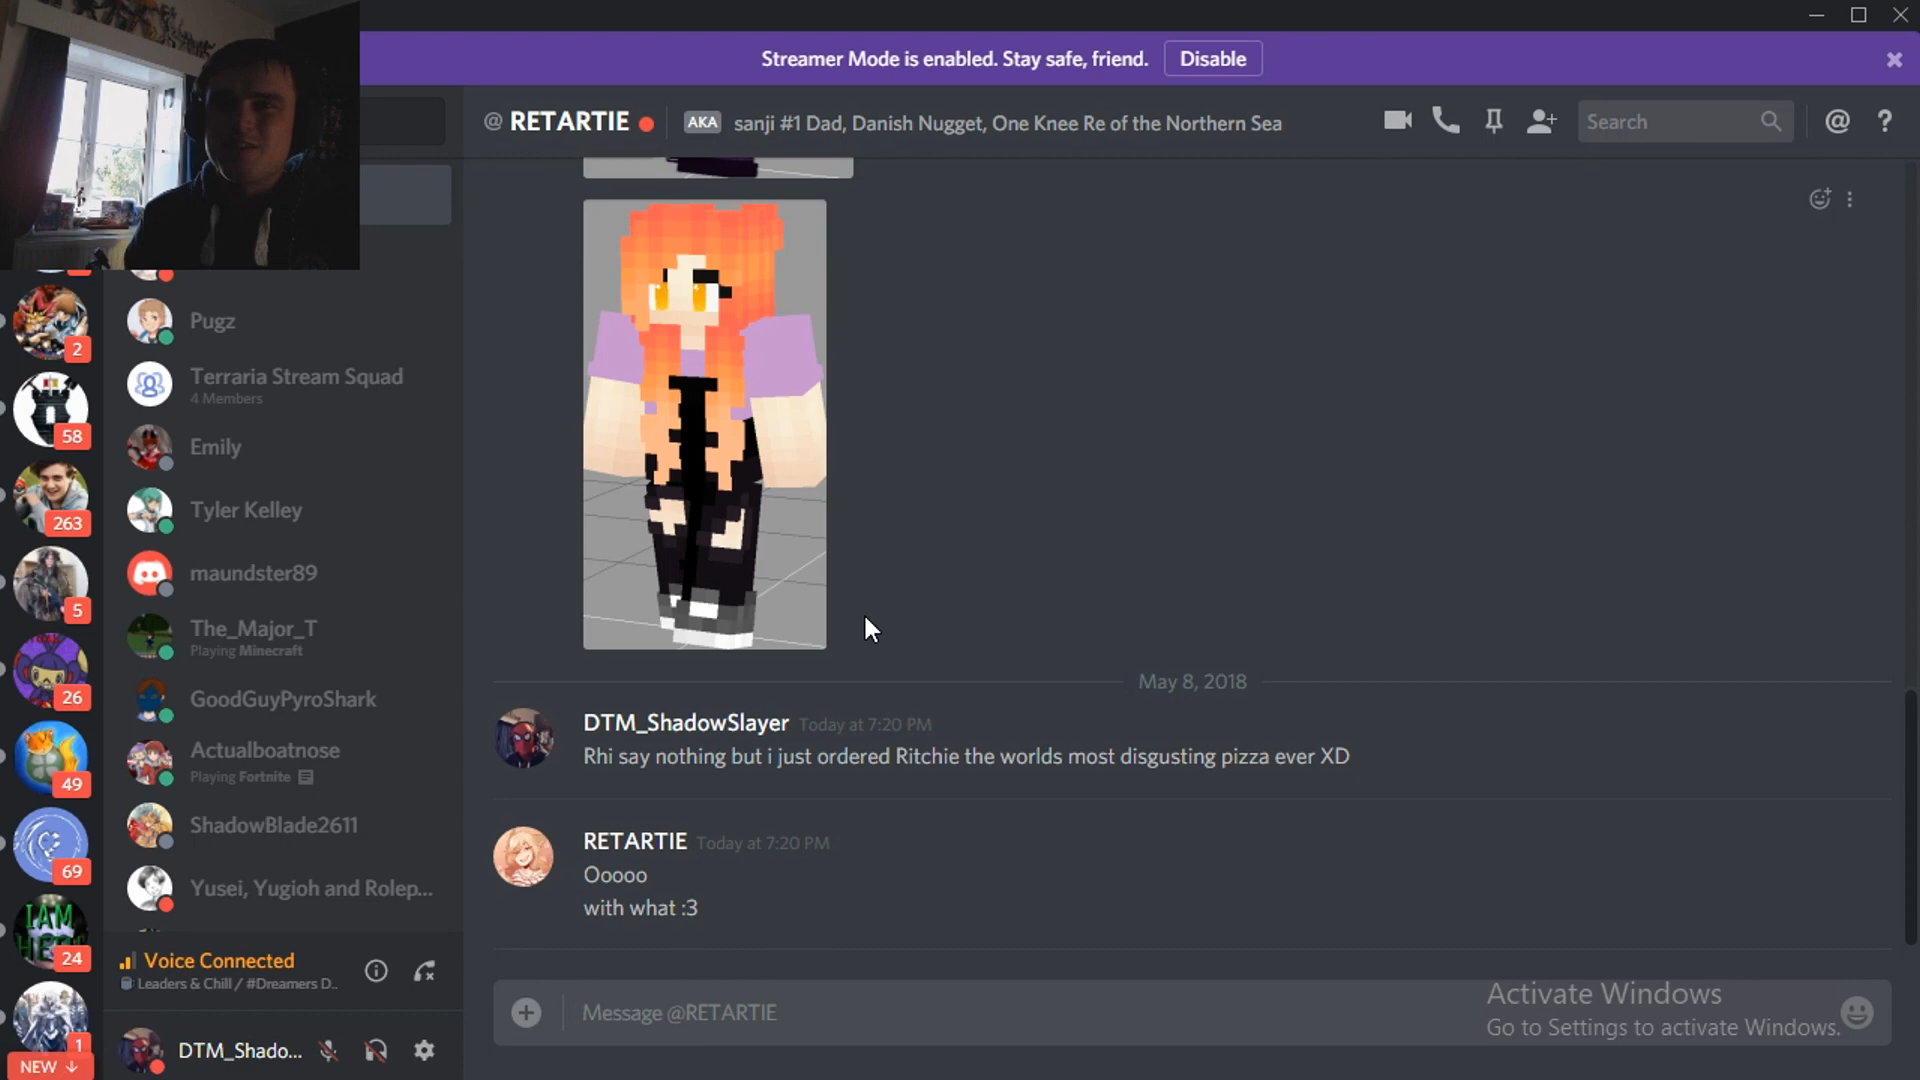 Streamer Mode is enabled. Stay safe, friend. Disable
@ RETARTIE AKA sanji #1 Dad, Danish Nugget, One Knee Re of the Northern Sea
Search
@ ?
Pugz
Terraria Stream Squad
4 Members
Emily
Tyler Kelley
maundster89
The_Major_T
Playing Minecraft
GoodGuyPyroShark
Actualboatnose
Playing Fortnite
ShadowBlade2611
Yusei, Yugioh and Rolep...
2
58
263
5
26
49
69
IAM
24
1
NEW ↓
May 8, 2018
DTM_ShadowSlayer Today at 7:20 PM
Rhi say nothing but i just ordered Ritchie the worlds most disgusting pizza ever XD
RETARTIE Today at 7:20 PM
Ooooo
with what :3
Voice Connected
Leaders & Chill / #Dreamers D..
DTM_Shado...
Message @RETARTIE
Activate Windows
Go to Settings to activate Windows.